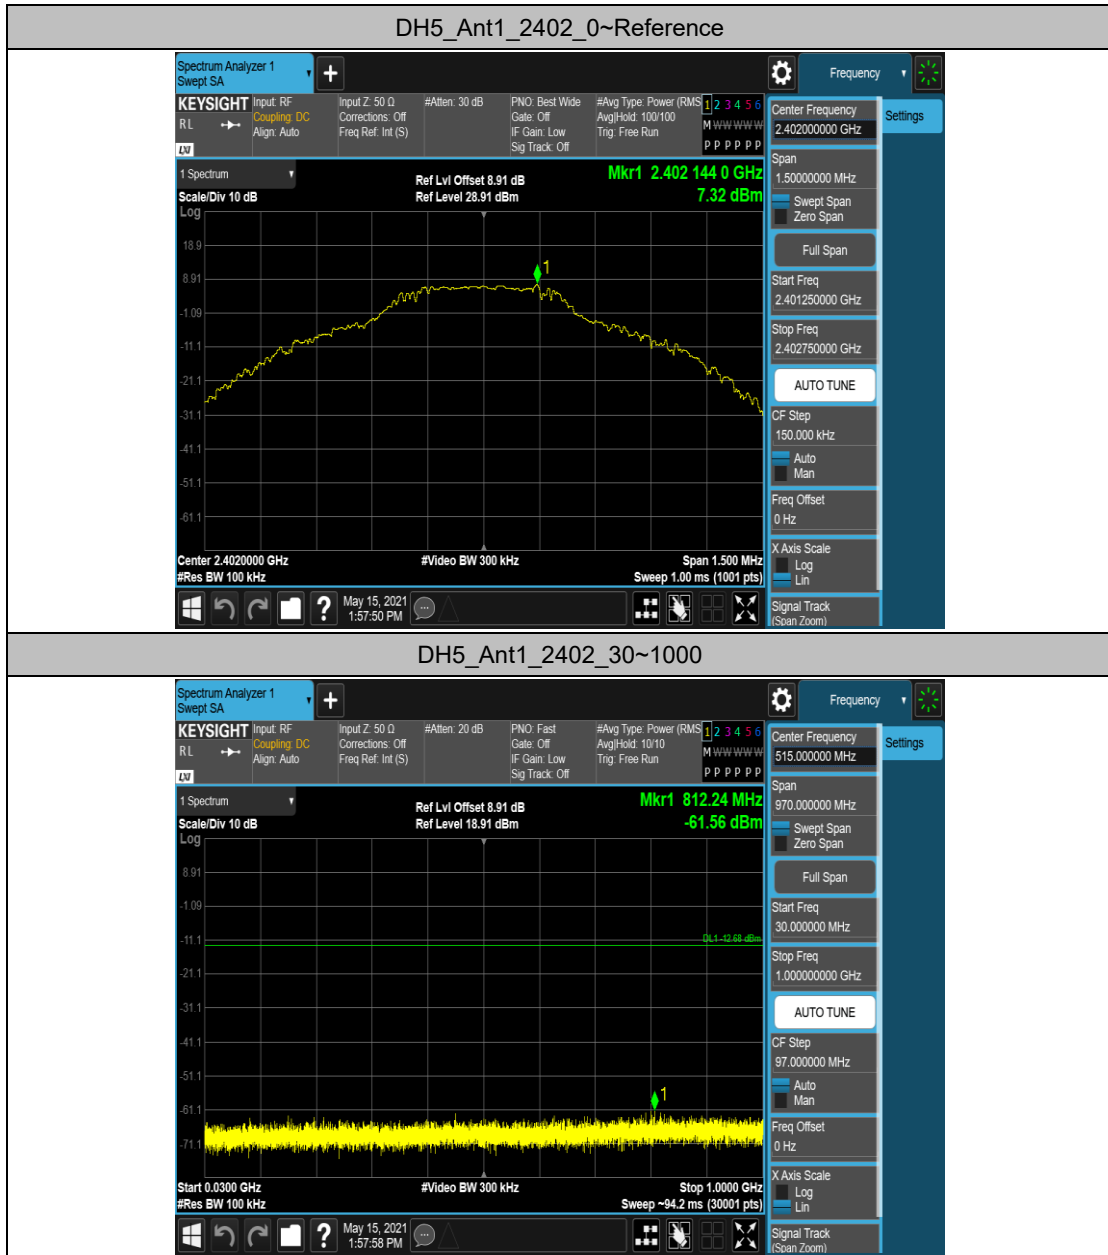 DH5_Ant1_2402_0~Reference
Spectrum Analyzer 1
Swept SA
Frequency
KEYSIGHT
RL
LXI
Input: RF
Coupling: DC
Align: Auto
Input Z: 50 Ω
Corrections: Off
Freq Ref: Int (S)
#Atten: 30 dB
PNO: Best Wide
Gate: Off
IF Gain: Low
Sig Track: Off
#Avg Type: Power (RMS
Avg|Hold: 100/100
Trig: Free Run
1 2 3 4 5 6
M W W W W W
P P P P P P
Center Frequency
2.402000000 GHz
Settings
1 Spectrum
Scale/Div 10 dB
Log
Ref Lvl Offset 8.91 dB
Ref Level 28.91 dBm
Mkr1 2.402 144 0 GHz
7.32 dBm
Span
1.50000000 MHz
Swept Span
Zero Span
Full Span
Start Freq
2.401250000 GHz
Stop Freq
2.402750000 GHz
AUTO TUNE
CF Step
150.000 kHz
Auto
Man
Freq Offset
0 Hz
X Axis Scale
Log
Lin
Signal Track
(Span Zoom)
18.9
8.91
-1.09
-11.1
-21.1
-31.1
-41.1
-51.1
-61.1
1
Center 2.4020000 GHz
#Res BW 100 kHz
#Video BW 300 kHz
Span 1.500 MHz
Sweep 1.00 ms (1001 pts)
?
May 15, 2021
1:57:50 PM
DH5_Ant1_2402_30~1000
Spectrum Analyzer 1
Swept SA
Frequency
KEYSIGHT
RL
LXI
Input: RF
Coupling: DC
Align: Auto
Input Z: 50 Ω
Corrections: Off
Freq Ref: Int (S)
#Atten: 20 dB
PNO: Fast
Gate: Off
IF Gain: Low
Sig Track: Off
#Avg Type: Power (RMS
Avg|Hold: 10/10
Trig: Free Run
1 2 3 4 5 6
M W W W W W
P P P P P P
Center Frequency
515.000000 MHz
Settings
1 Spectrum
Scale/Div 10 dB
Log
Ref Lvl Offset 8.91 dB
Ref Level 18.91 dBm
Mkr1 812.24 MHz
-61.56 dBm
Span
970.000000 MHz
Swept Span
Zero Span
Full Span
Start Freq
30.000000 MHz
Stop Freq
1.000000000 GHz
AUTO TUNE
CF Step
97.000000 MHz
Auto
Man
Freq Offset
0 Hz
X Axis Scale
Log
Lin
Signal Track
(Span Zoom)
8.91
-1.09
-11.1
-21.1
-31.1
-41.1
-51.1
-61.1
-71.1
DL1 -12.68 dBm
1
Start 0.0300 GHz
#Res BW 100 kHz
#Video BW 300 kHz
Stop 1.0000 GHz
Sweep ~94.2 ms (30001 pts)
?
May 15, 2021
1:57:58 PM